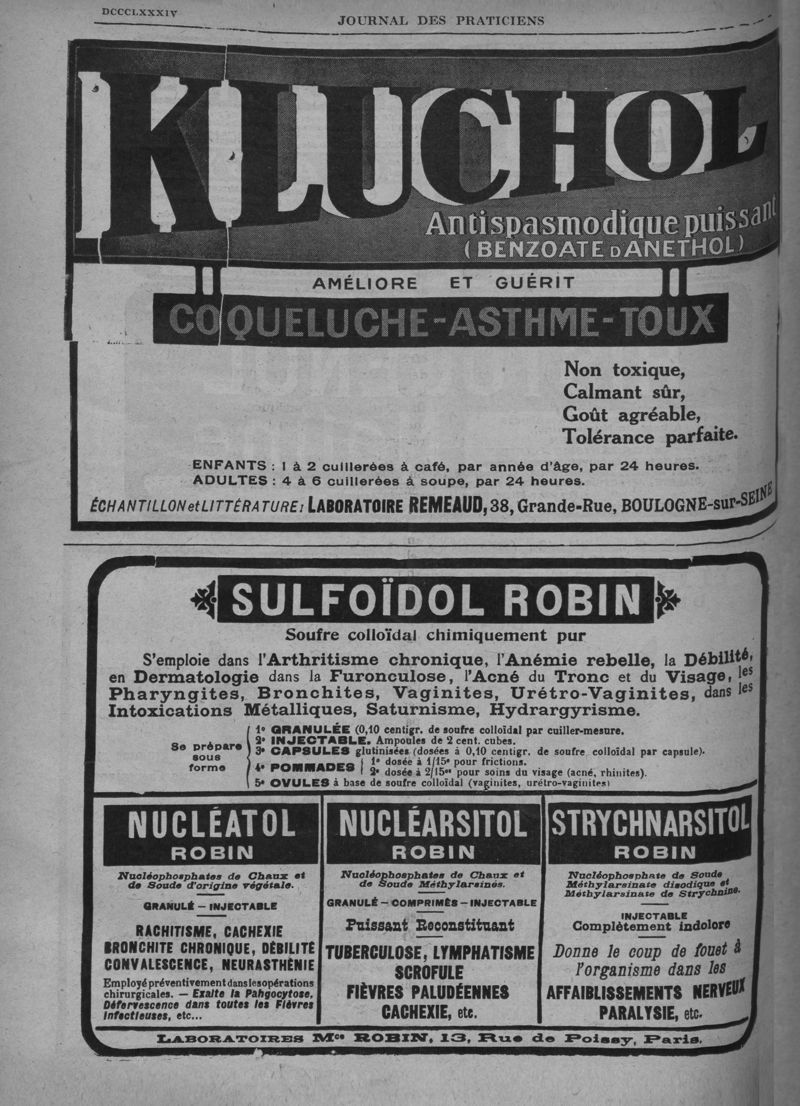 DCCCLXXXIV
JOURNAL DES PRATICIENS
KLUCHOL
Antispasmodique puissant
(BENZOATE D'ANETHOL)
AMÉLIORE ET GUÉRIT
COQUELUCHE-ASTHME-TOUX
Non toxique,
Calmant sûr,
Goût agréable,
Tolérance parfaite.
ENFANTS : 1 à 2 cuillerées à café, par année d'âge, par 24 heures.
ADULTES : 4 à 6 cuillerées à soupe, par 24 heures.
ÉCHANTILLON et LITTÉRATURE : LABORATOIRE REMEAUD, 38, Grande-Rue, BOULOGNE-sur-SEINE
SULFOÏDOL ROBIN
Soufre colloïdal chimiquement pur
S'emploie dans l'Arthritisme chronique, l'Anémie rebelle, la Débilité,
en Dermatologie dans la Furonculose, l'Acné du Tronc et du Visage, les
Pharyngites, Bronchites, Vaginites, Urétro-Vaginites, dans les
Intoxications Métalliques, Saturnisme, Hydrargyrisme.
Se prépare
sous
forme
1° GRANULÉE (0,10 centigr. de soufre colloïdal par cuiller-mesure.
2° INJECTABLE. Ampoules de 2 cent. cubes.
3° CAPSULES glutinisées (dosées à 0,10 centigr. de soufre colloïdal par capsule).
4° POMMADES
1° dosée à 1/15e pour frictions.
2° dosée à 2/15es pour soins du visage (acné, rhinites).
5° OVULES à base de soufre colloïdal (vaginites, urétro-vaginites)
NUCLÉATOL
ROBIN
Nucléophosphates de Chaux et
de Soude d'origine végétale.
GRANULÉ — INJECTABLE
RACHITISME, CACHEXIE
BRONCHITE CHRONIQUE, DÉBILITÉ
CONVALESCENCE, NEURASTHÉNIE
Employé préventivement dans les opérations
chirurgicales. — Exalte la Pahgocytose,
Défervescence dans toutes les Fièvres
infectieuses, etc...
NUCLÉARSITOL
ROBIN
Nucléophosphates de Chaux et
de Soude Méthylarsinés.
GRANULÉ — COMPRIMÉS — INJECTABLE
Puissant Reconstituant
TUBERCULOSE, LYMPHATISME
SCROFULE
FIÈVRES PALUDÉENNES
CACHEXIE, etc.
STRYCHNARSITOL
ROBIN
Nucléophosphate de Soude
Méthylarsinate disodique et
Méthylarsinate de Strychnine.
INJECTABLE
Complètement indolore
Donne le coup de fouet à
l'organisme dans les
AFFAIBLISSEMENTS NERVEUX
PARALYSIE, etc.
LABORATOIRES Mce ROBIN, 13, Rue de Poissy, Paris.